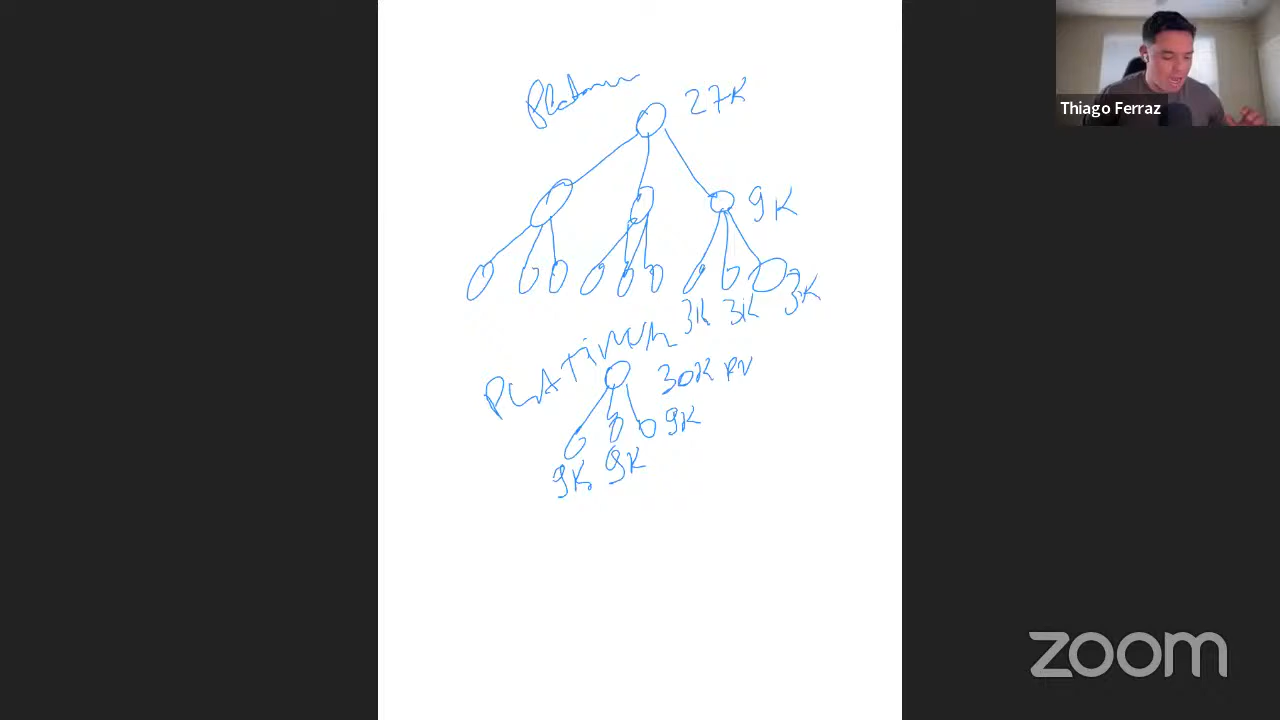 Platinum
27K
9K
3K 3K 3K
PLATINUM
30K PV
9K
9K 9K
Thiago Ferraz
zoom